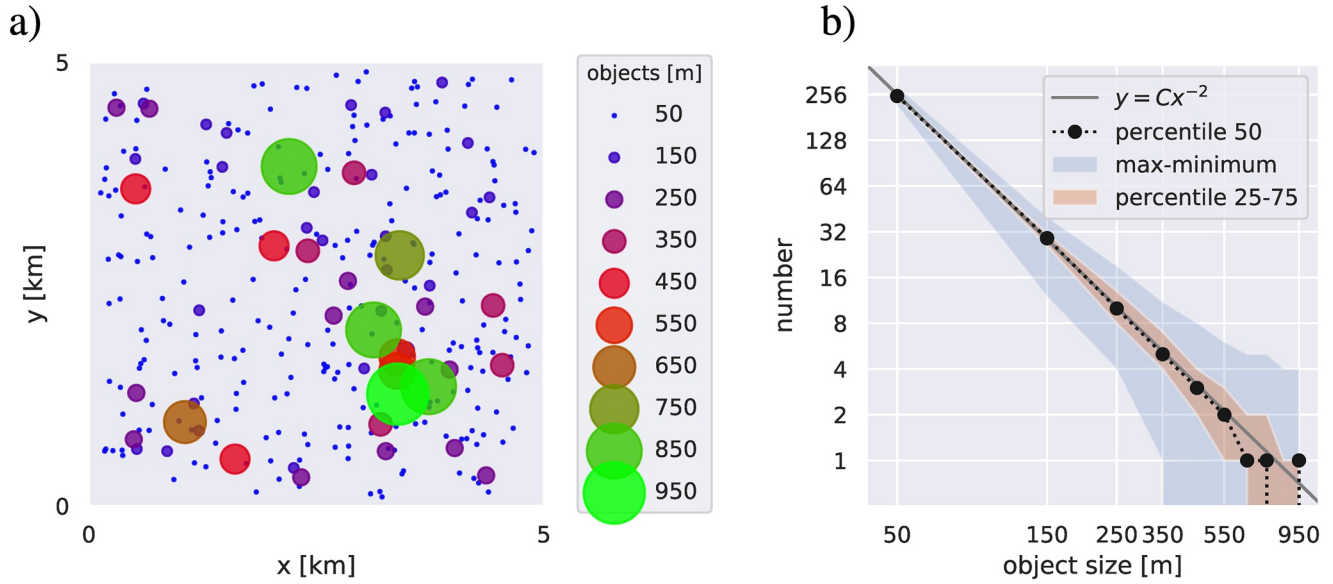 a)
5
0
y [km]
0
5
x [km]
objects [m]
50
150
250
350
450
550
650
750
850
950
b)
256
128
64
32
16
8
4
2
1
number
y = Cx⁻²
percentile 50
max-minimum
percentile 25-75
50
150
250
350
550
950
object size [m]